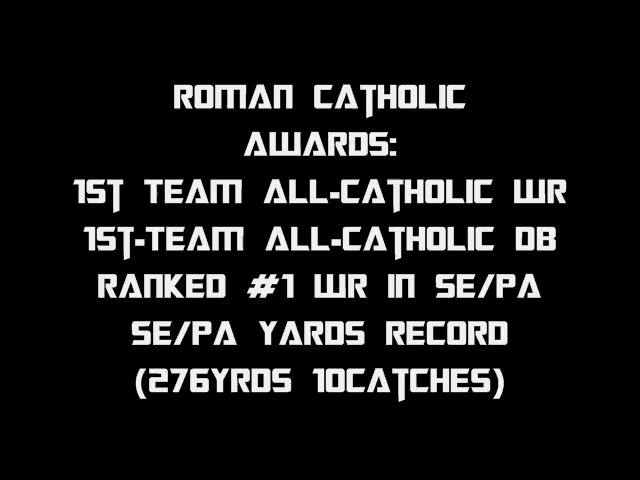 ROMAN CATHOLIC
AWARDS:
1ST TEAM ALL-CATHOLIC WR
1ST-TEAM ALL-CATHOLIC DB
RANKED #1 WR IN SE/PA
SE/PA YARDS RECORD
(276YRDS 10CATCHES)